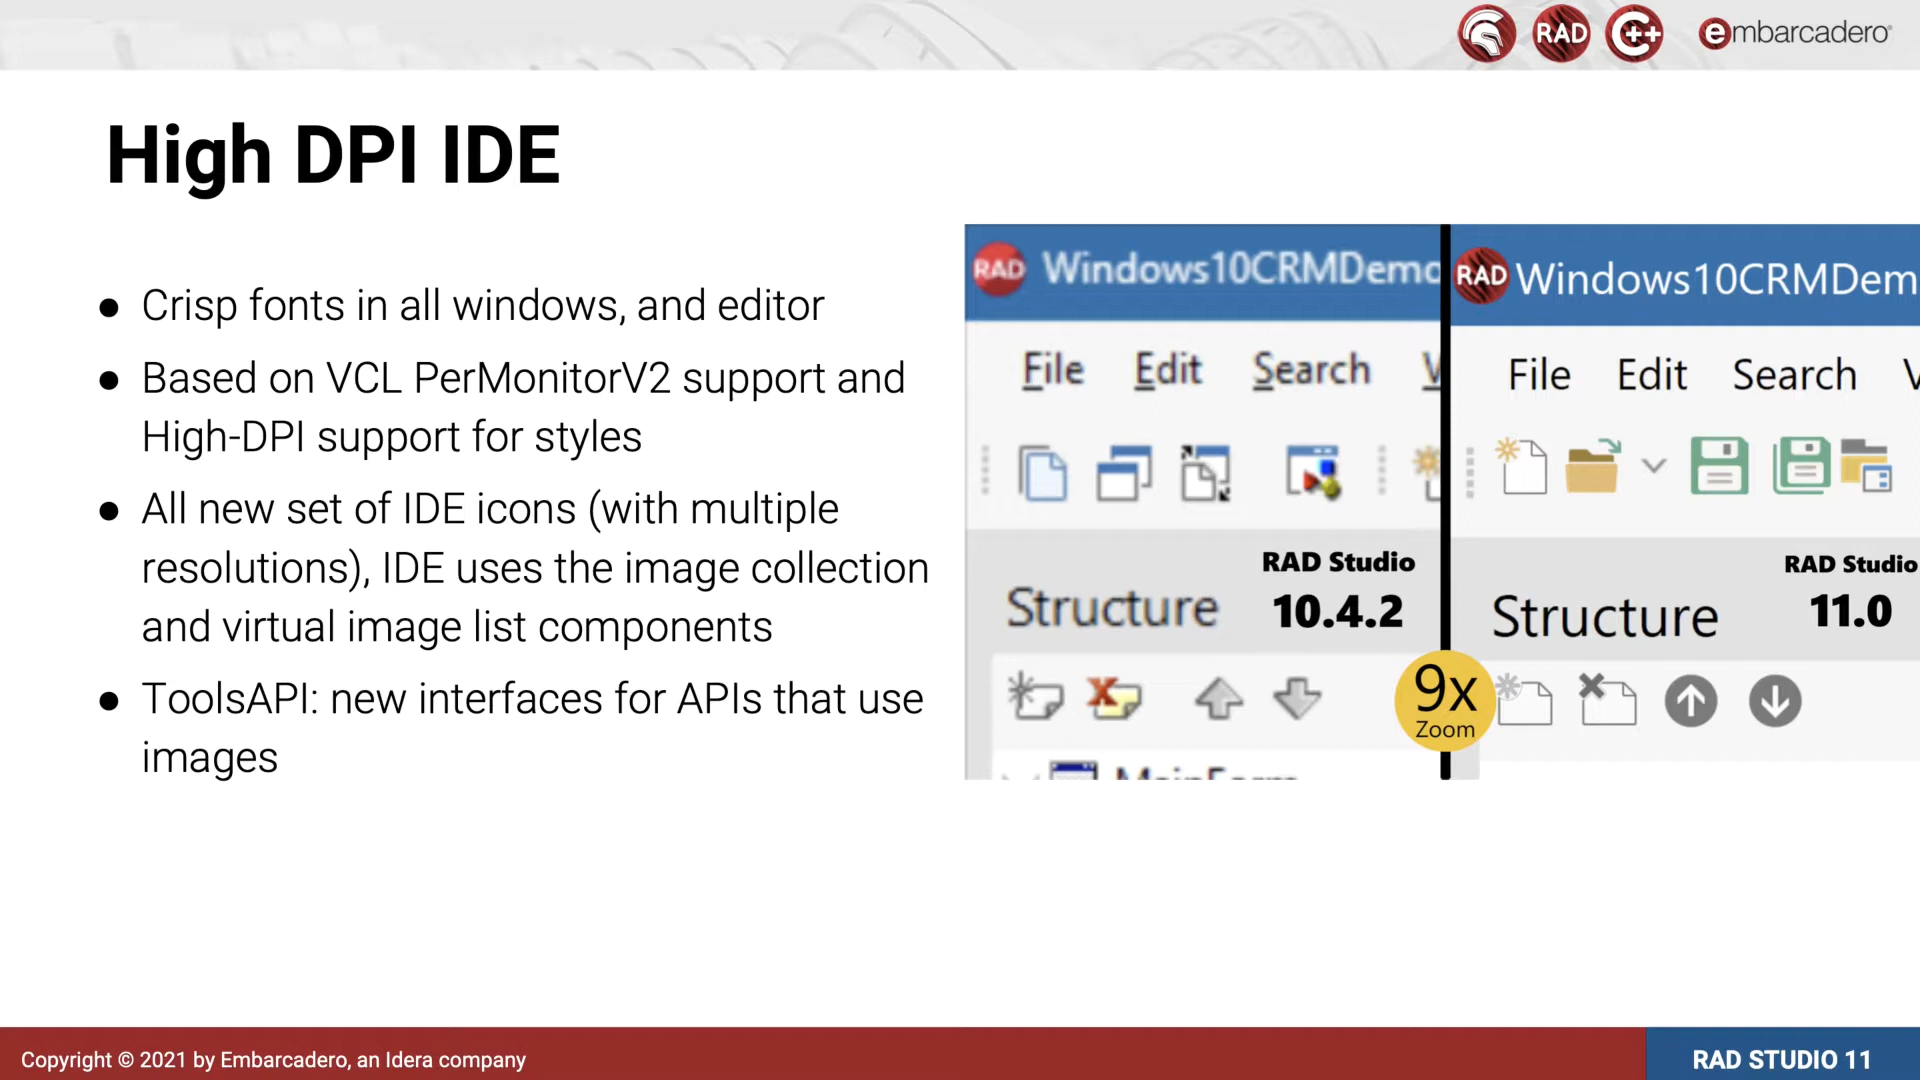 RAD
C++
embarcadero
High DPI IDE
● Crisp fonts in all windows, and editor
● Based on VCL PerMonitorV2 support and
High-DPI support for styles
● All new set of IDE icons (with multiple
resolutions), IDE uses the image collection
and virtual image list components
● ToolsAPI: new interfaces for APIs that use
images
RAD Windows10CRMDemo
File Edit Search V
RAD Studio
10.4.2
Structure
MainForm
RAD Windows10CRMDem
File Edit Search V
RAD Studio
11.0
Structure
9x
Zoom
Copyright © 2021 by Embarcadero, an Idera company
RAD STUDIO 11